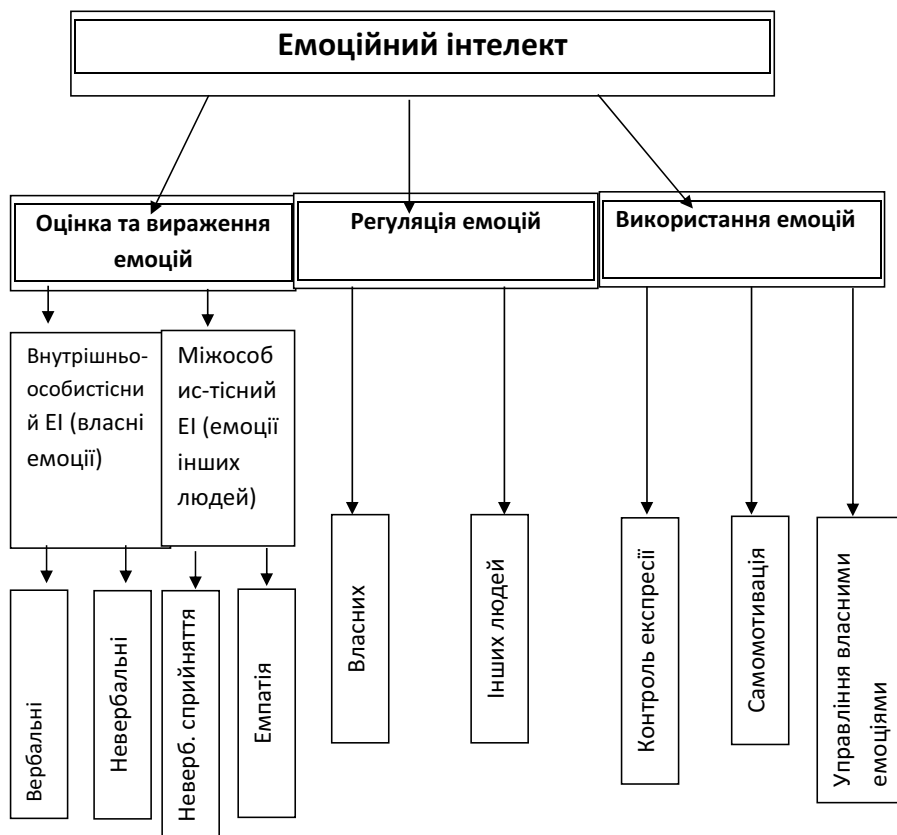 Емоційний інтелект
Оцінка та вираження
емоцій
Регуляція емоцій
Використання емоцій
Внутрішньо-
особистісни
й ЕІ (власні
емоції)
Міжособ
ис-тісний
ЕІ (емоції
інших
людей)
Вербальні
Невербальні
Неверб. сприйняття
Емпатія
Власних
Інших людей
Контроль експресії
Самомотивація
Управління власними
емоціями